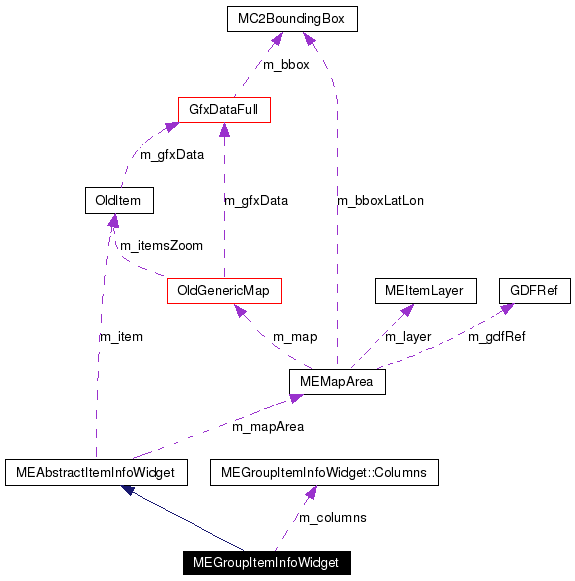 MC2BoundingBox
m_bbox
GfxDataFull
m_gfxData
OldItem
m_gfxData
m_bboxLatLon
m_itemsZoom
OldGenericMap
MEItemLayer
GDFRef
m_item
m_map
m_layer
m_gdfRef
MEMapArea
m_mapArea
MEAbstractItemInfoWidget
MEGroupItemInfoWidget::Columns
m_columns
MEGroupItemInfoWidget